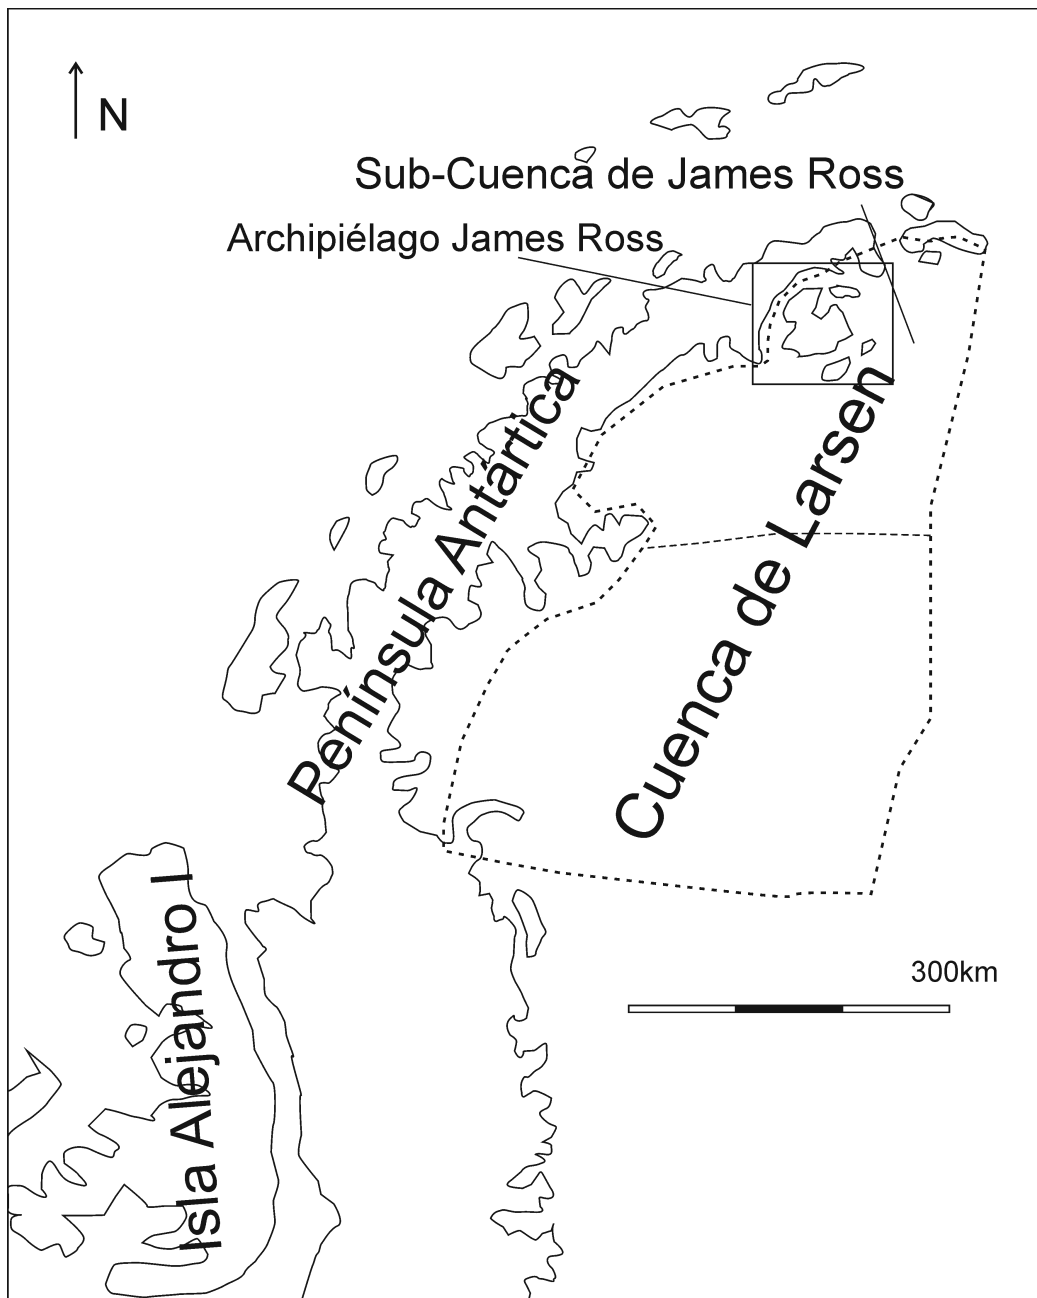 N
Sub-Cuenca de James Ross
Archipiélago James Ross
Península Antártica
Cuenca de Larsen
Isla Alejandro I
300km